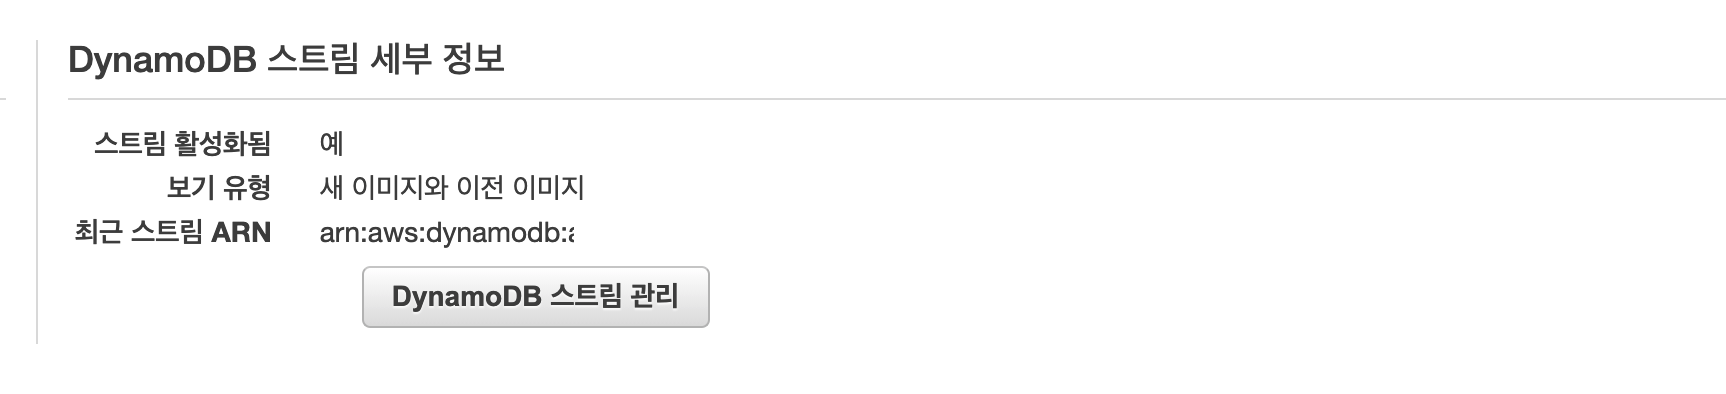 DynamoDB 스트림 세부 정보
스트림 활성화됨 예
보기 유형 새 이미지와 이전 이미지
최근 스트림 ARN arn:aws:dynamodb:a
DynamoDB 스트림 관리